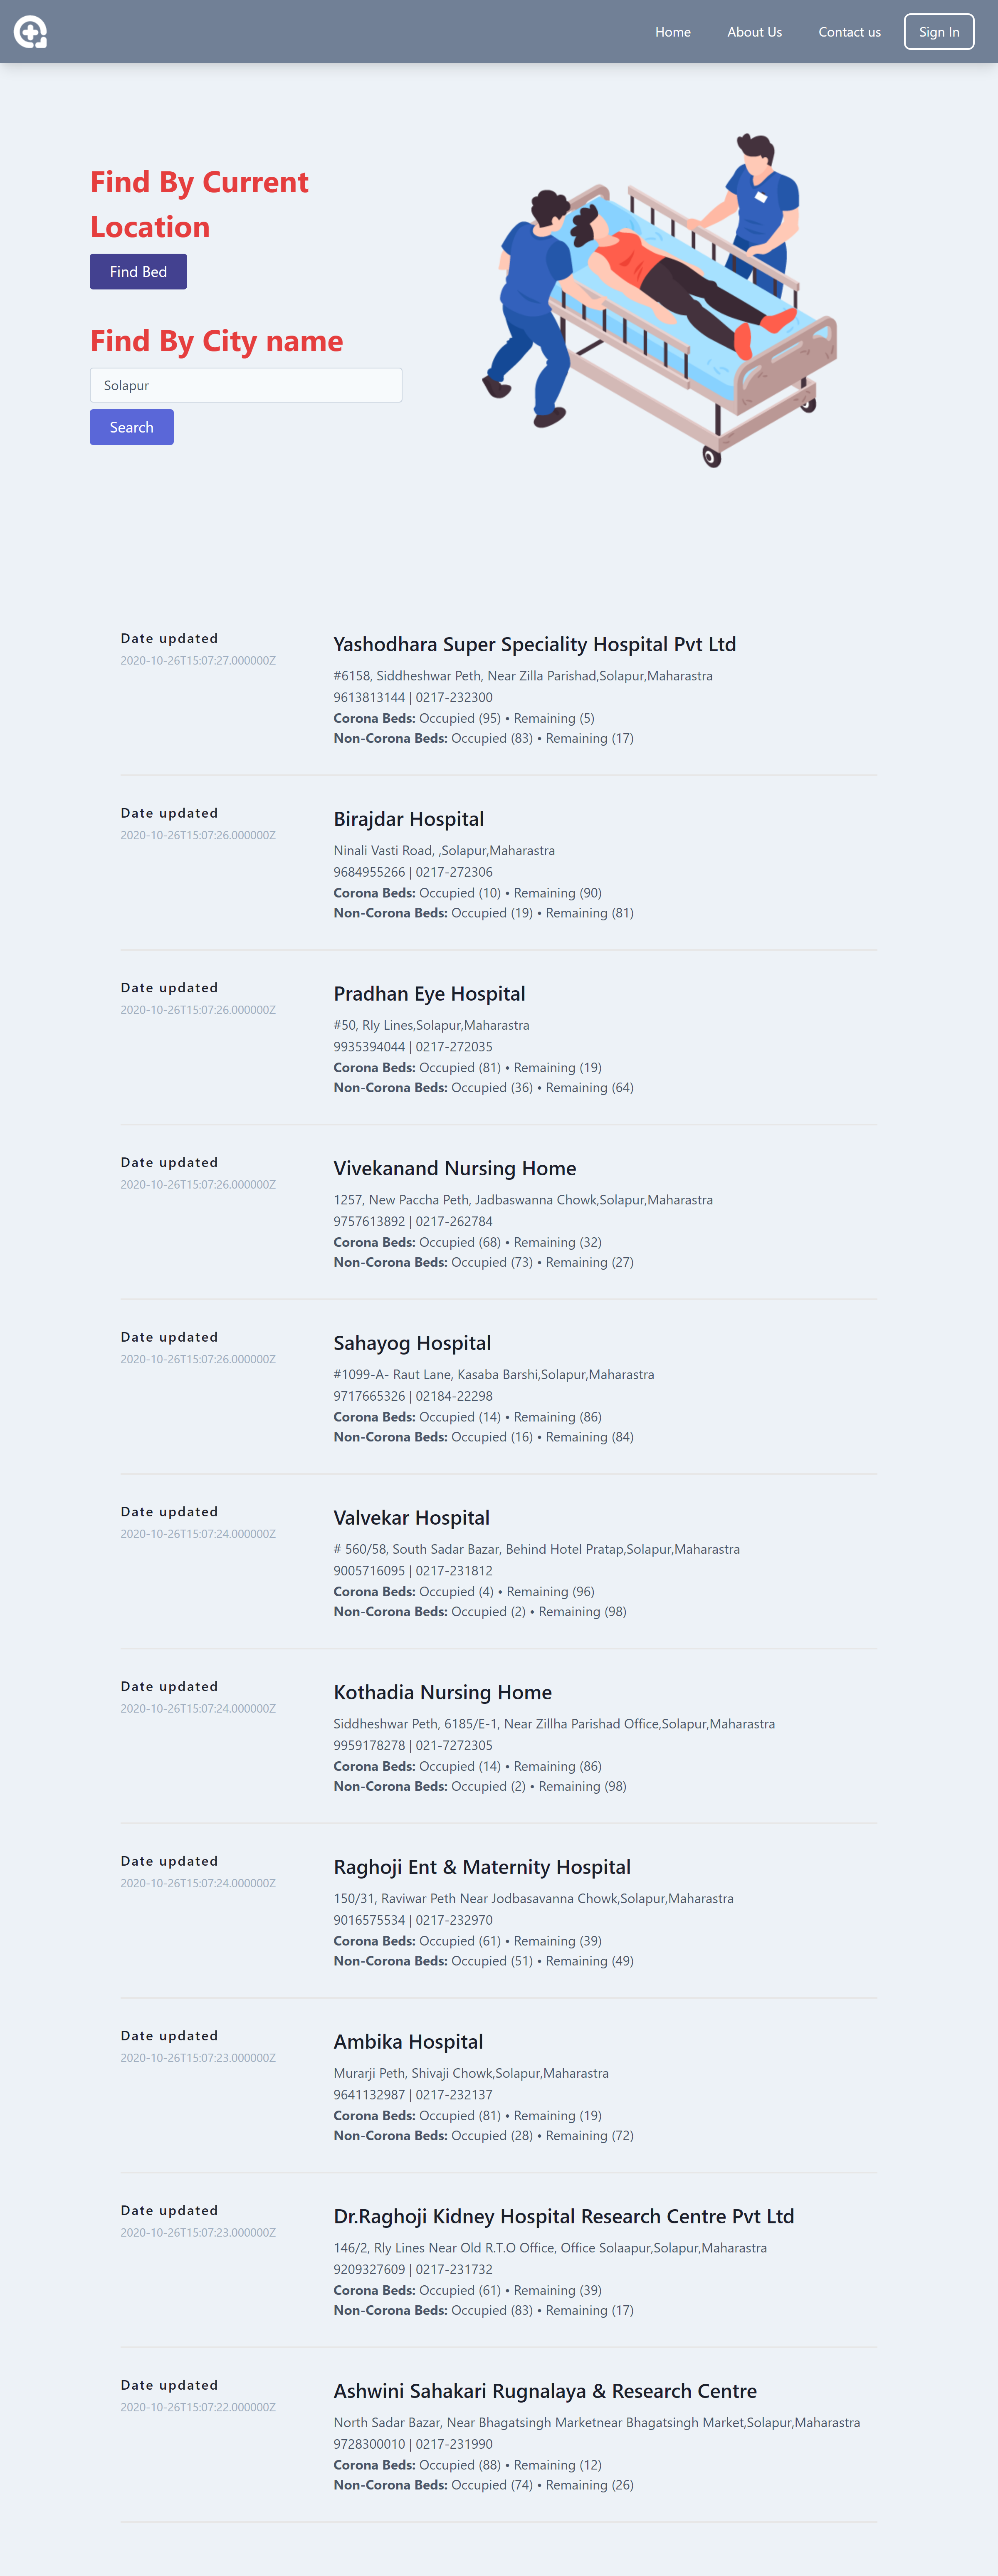 Home
About Us
Contact us
Sign In
Find By Current
Location
Find Bed
Find By City name
Solapur
Search
Date updated
2020-10-26T15:07:27.000000Z
Yashodhara Super Speciality Hospital Pvt Ltd
#6158, Siddheshwar Peth, Near Zilla Parishad,Solapur,Maharastra
9613813144 | 0217-232300
Corona Beds: Occupied (95) • Remaining (5)
Non-Corona Beds: Occupied (83) • Remaining (17)
Date updated
2020-10-26T15:07:26.000000Z
Birajdar Hospital
Ninali Vasti Road, ,Solapur,Maharastra
9684955266 | 0217-272306
Corona Beds: Occupied (10) • Remaining (90)
Non-Corona Beds: Occupied (19) • Remaining (81)
Date updated
2020-10-26T15:07:26.000000Z
Pradhan Eye Hospital
#50, Rly Lines,Solapur,Maharastra
9935394044 | 0217-272035
Corona Beds: Occupied (81) • Remaining (19)
Non-Corona Beds: Occupied (36) • Remaining (64)
Date updated
2020-10-26T15:07:26.000000Z
Vivekanand Nursing Home
1257, New Paccha Peth, Jadbaswanna Chowk,Solapur,Maharastra
9757613892 | 0217-262784
Corona Beds: Occupied (68) • Remaining (32)
Non-Corona Beds: Occupied (73) • Remaining (27)
Date updated
2020-10-26T15:07:26.000000Z
Sahayog Hospital
#1099-A- Raut Lane, Kasaba Barshi,Solapur,Maharastra
9717665326 | 02184-22298
Corona Beds: Occupied (14) • Remaining (86)
Non-Corona Beds: Occupied (16) • Remaining (84)
Date updated
2020-10-26T15:07:24.000000Z
Valvekar Hospital
# 560/58, South Sadar Bazar, Behind Hotel Pratap,Solapur,Maharastra
9005716095 | 0217-231812
Corona Beds: Occupied (4) • Remaining (96)
Non-Corona Beds: Occupied (2) • Remaining (98)
Date updated
2020-10-26T15:07:24.000000Z
Kothadia Nursing Home
Siddheshwar Peth, 6185/E-1, Near Zillha Parishad Office,Solapur,Maharastra
9959178278 | 021-7272305
Corona Beds: Occupied (14) • Remaining (86)
Non-Corona Beds: Occupied (2) • Remaining (98)
Date updated
2020-10-26T15:07:24.000000Z
Raghoji Ent & Maternity Hospital
150/31, Raviwar Peth Near Jodbasavanna Chowk,Solapur,Maharastra
9016575534 | 0217-232970
Corona Beds: Occupied (61) • Remaining (39)
Non-Corona Beds: Occupied (51) • Remaining (49)
Date updated
2020-10-26T15:07:23.000000Z
Ambika Hospital
Murarji Peth, Shivaji Chowk,Solapur,Maharastra
9641132987 | 0217-232137
Corona Beds: Occupied (81) • Remaining (19)
Non-Corona Beds: Occupied (28) • Remaining (72)
Date updated
2020-10-26T15:07:23.000000Z
Dr.Raghoji Kidney Hospital Research Centre Pvt Ltd
146/2, Rly Lines Near Old R.T.O Office, Office Solaapur,Solapur,Maharastra
9209327609 | 0217-231732
Corona Beds: Occupied (61) • Remaining (39)
Non-Corona Beds: Occupied (83) • Remaining (17)
Date updated
2020-10-26T15:07:22.000000Z
Ashwini Sahakari Rugnalaya & Research Centre
North Sadar Bazar, Near Bhagatsingh Marketnear Bhagatsingh Market,Solapur,Maharastra
9728300010 | 0217-231990
Corona Beds: Occupied (88) • Remaining (12)
Non-Corona Beds: Occupied (74) • Remaining (26)